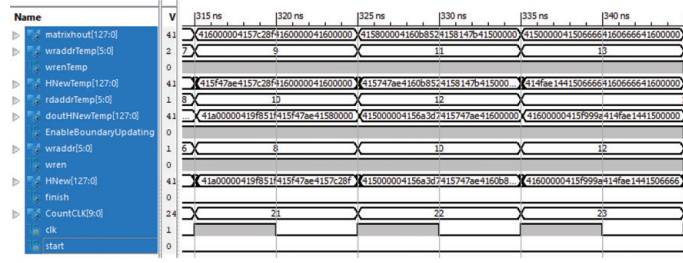 Name V 315 ns 320 ns 325 ns 330 ns 335 ns 340 ns
matrixhout[127:0] 41 416000004157c28f4160000041600000 415800004160b8524158147b41500000 41500000415066664160666641600000
wraddrTemp[5:0] 2 7 9 11 13
wrenTemp 0
HNewTemp[127:0] 41 415f47ae4157c28f4160000041600000 415747ae4160b8524158147b415000... 414fae14415066664160666641600000
rdaddrTemp[5:0] 1 8 10 12
doutHNewTemp[127:0] 41 ... 41a00000419f851f415f47ae41580000 415000004156a3d7415747ae41600000 41600000415f999a414fae1441500000
EnableBoundaryUpdating 0
wraddr[5:0] 1 6 8 10 12
wren 0
HNew[127:0] 41 41a00000419f851f415f47ae4157c28f 415000004156a3d7415747ae4160b8... 41600000415f999a414fae1441506666
finish 0
CountCLK[9:0] 24 21 22 23
clk 1
start 0